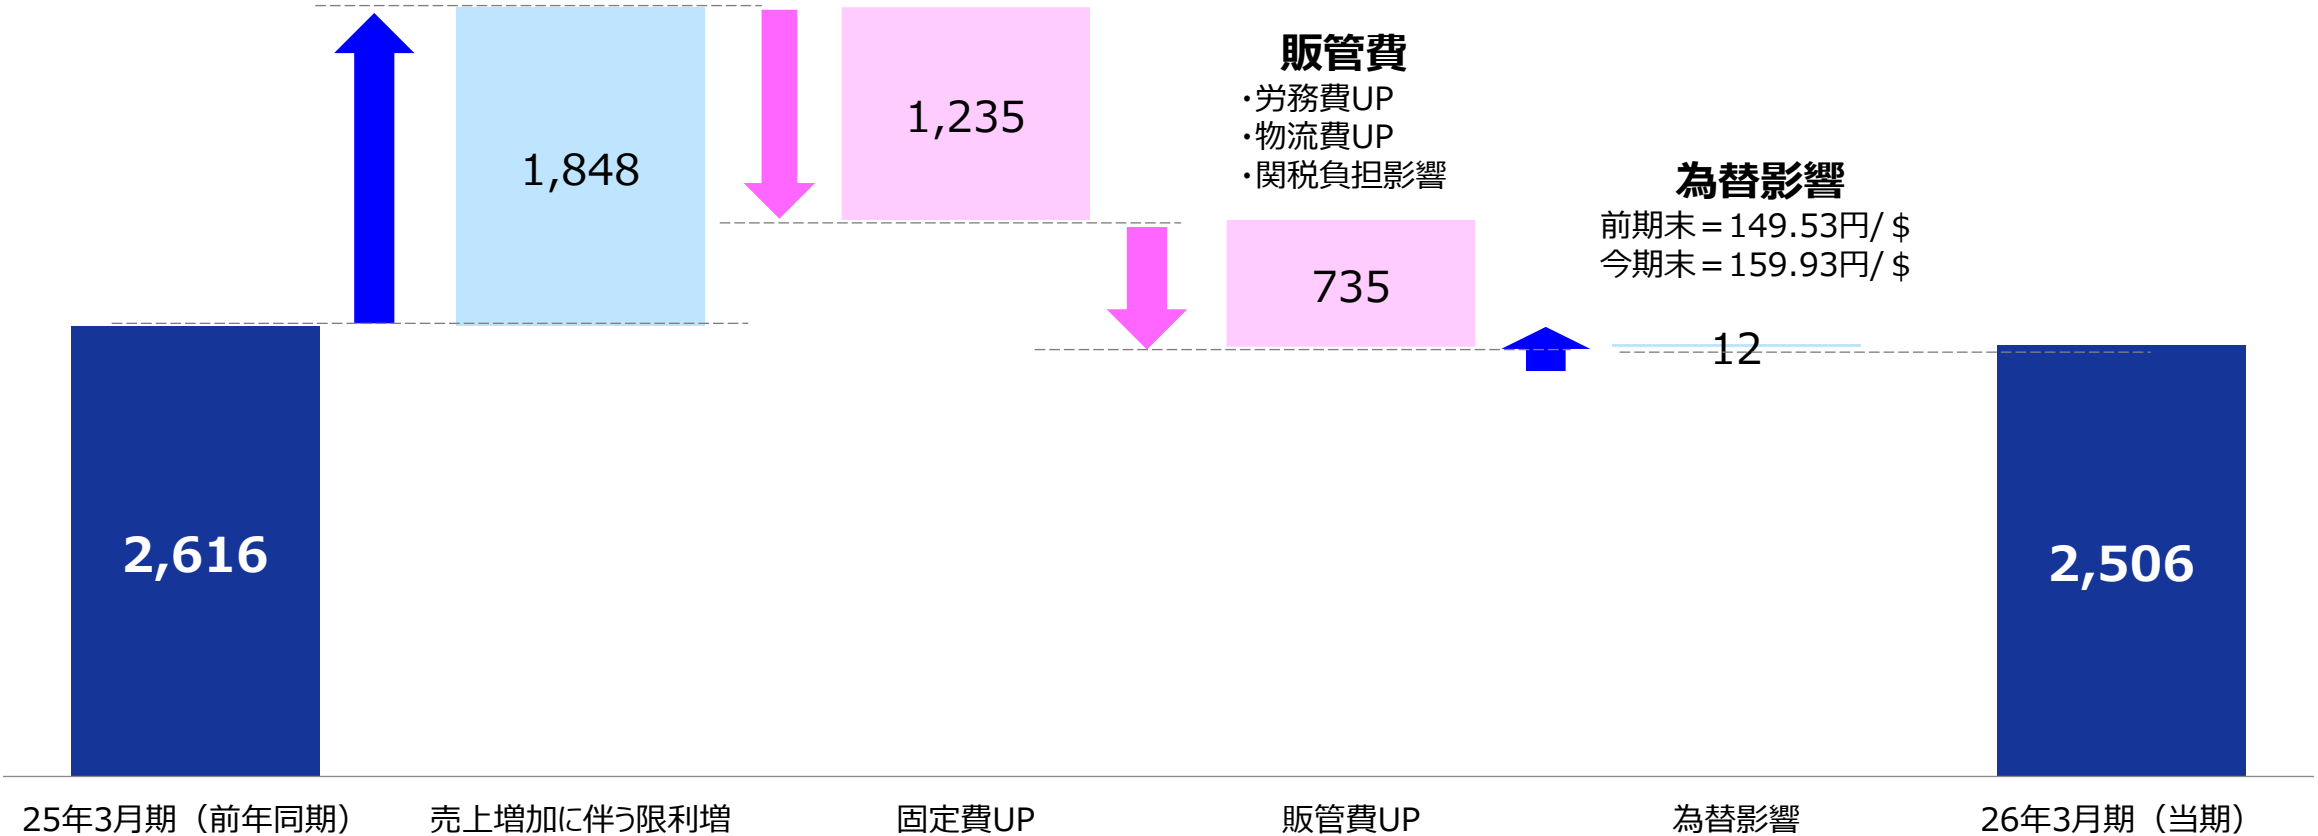 1,848
1,235
販管費
・労務費UP
・物流費UP
・関税負担影響
735
為替影響
前期末＝149.53円/＄
今期末＝159.93円/＄
12
2,616
2,506
25年3月期（前年同期）
売上増加に伴う限利増
固定費UP
販管費UP
為替影響
26年3月期（当期）